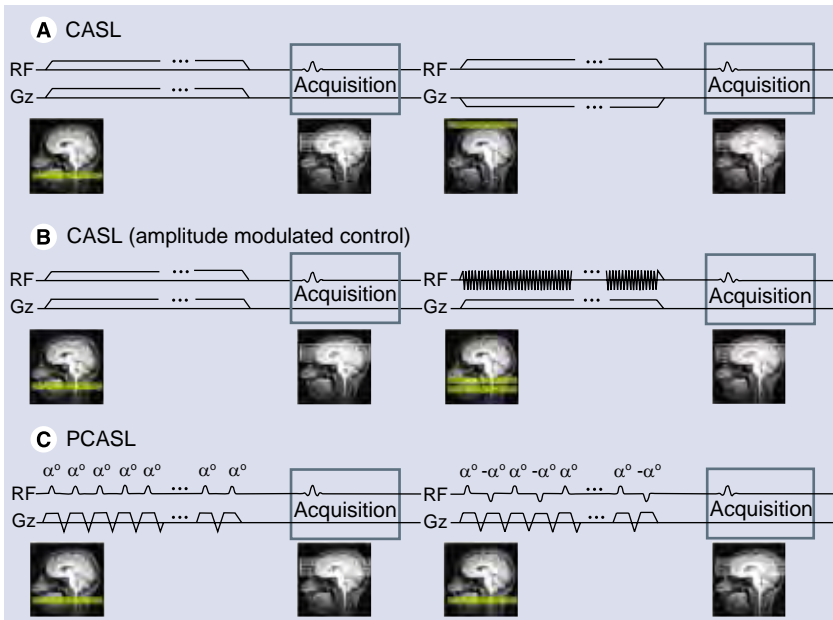 A CASL
RF ... Acquisition RF ... Acquisition
Gz Gz ...
B CASL (amplitude modulated control)
RF ... Acquisition RF ... Acquisition
Gz Gz
C PCASL
α° α° α° α° α° α° α° α° -α° α° -α° α° α° -α°
RF ... Acquisition RF ... Acquisition
Gz ... Gz ...